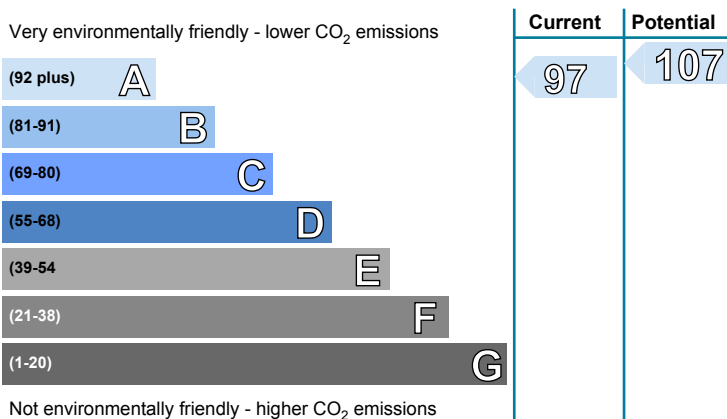 Current Potential
Very environmentally friendly - lower CO2 emissions
(92 plus) A 97 107
(81-91) B
(69-80) C
(55-68) D
(39-54 E
(21-38) F
(1-20) G
Not environmentally friendly - higher CO2 emissions